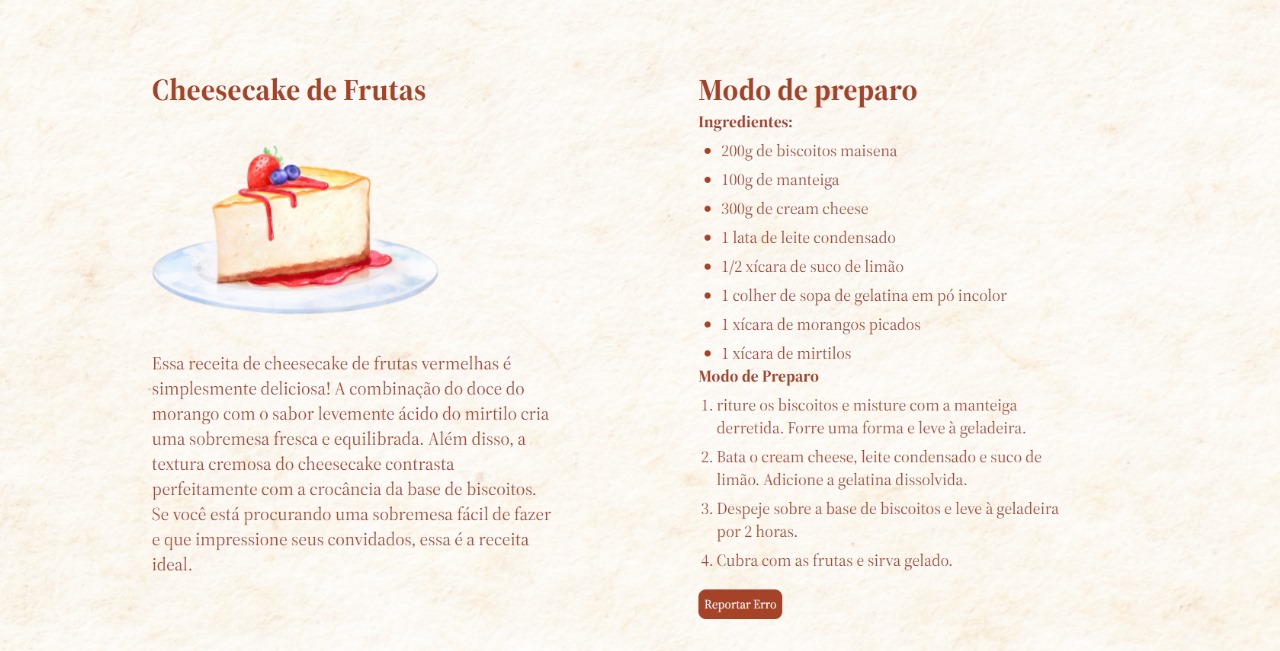 Cheesecake de Frutas
Essa receita de cheesecake de frutas vermelhas é
simplesmente deliciosa! A combinação do doce do
morango com o sabor levemente ácido do mirtilo cria
uma sobremesa fresca e equilibrada. Além disso, a
textura cremosa do cheesecake contrasta
perfeitamente com a crocância da base de biscoitos.
Se você está procurando uma sobremesa fácil de fazer
e que impressione seus convidados, essa é a receita
ideal.
Modo de preparo
Ingredientes:
• 200g de biscoitos maisena
• 100g de manteiga
• 300g de cream cheese
• 1 lata de leite condensado
• 1/2 xícara de suco de limão
• 1 colher de sopa de gelatina em pó incolor
• 1 xícara de morangos picados
• 1 xícara de mirtilos
Modo de Preparo
1. riture os biscoitos e misture com a manteiga
derretida. Forre uma forma e leve à geladeira.
2. Bata o cream cheese, leite condensado e suco de
limão. Adicione a gelatina dissolvida.
3. Despeje sobre a base de biscoitos e leve à geladeira
por 2 horas.
4. Cubra com as frutas e sirva gelado.
Reportar Erro